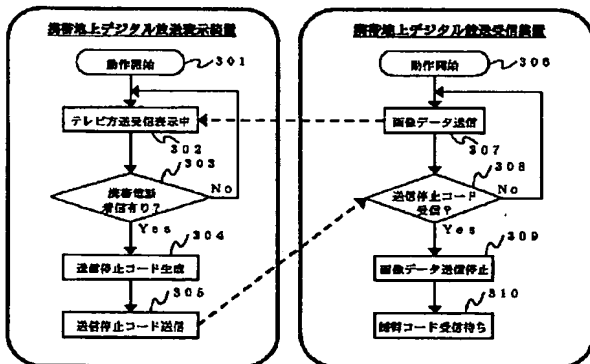 携帯地上デジタル放送表示装置
動作開始
301
テレビ方送受信表示中
302
303
携帯電話
着信有り?
No
Yes
304
送信停止コード生成
305
送信停止コード送信
携帯地上デジタル放送受信装置
動作開始
306
画像データ送信
307
308
送信停止コード
受信?
No
Yes
309
画像データ送信停止
310
コード受信待ち